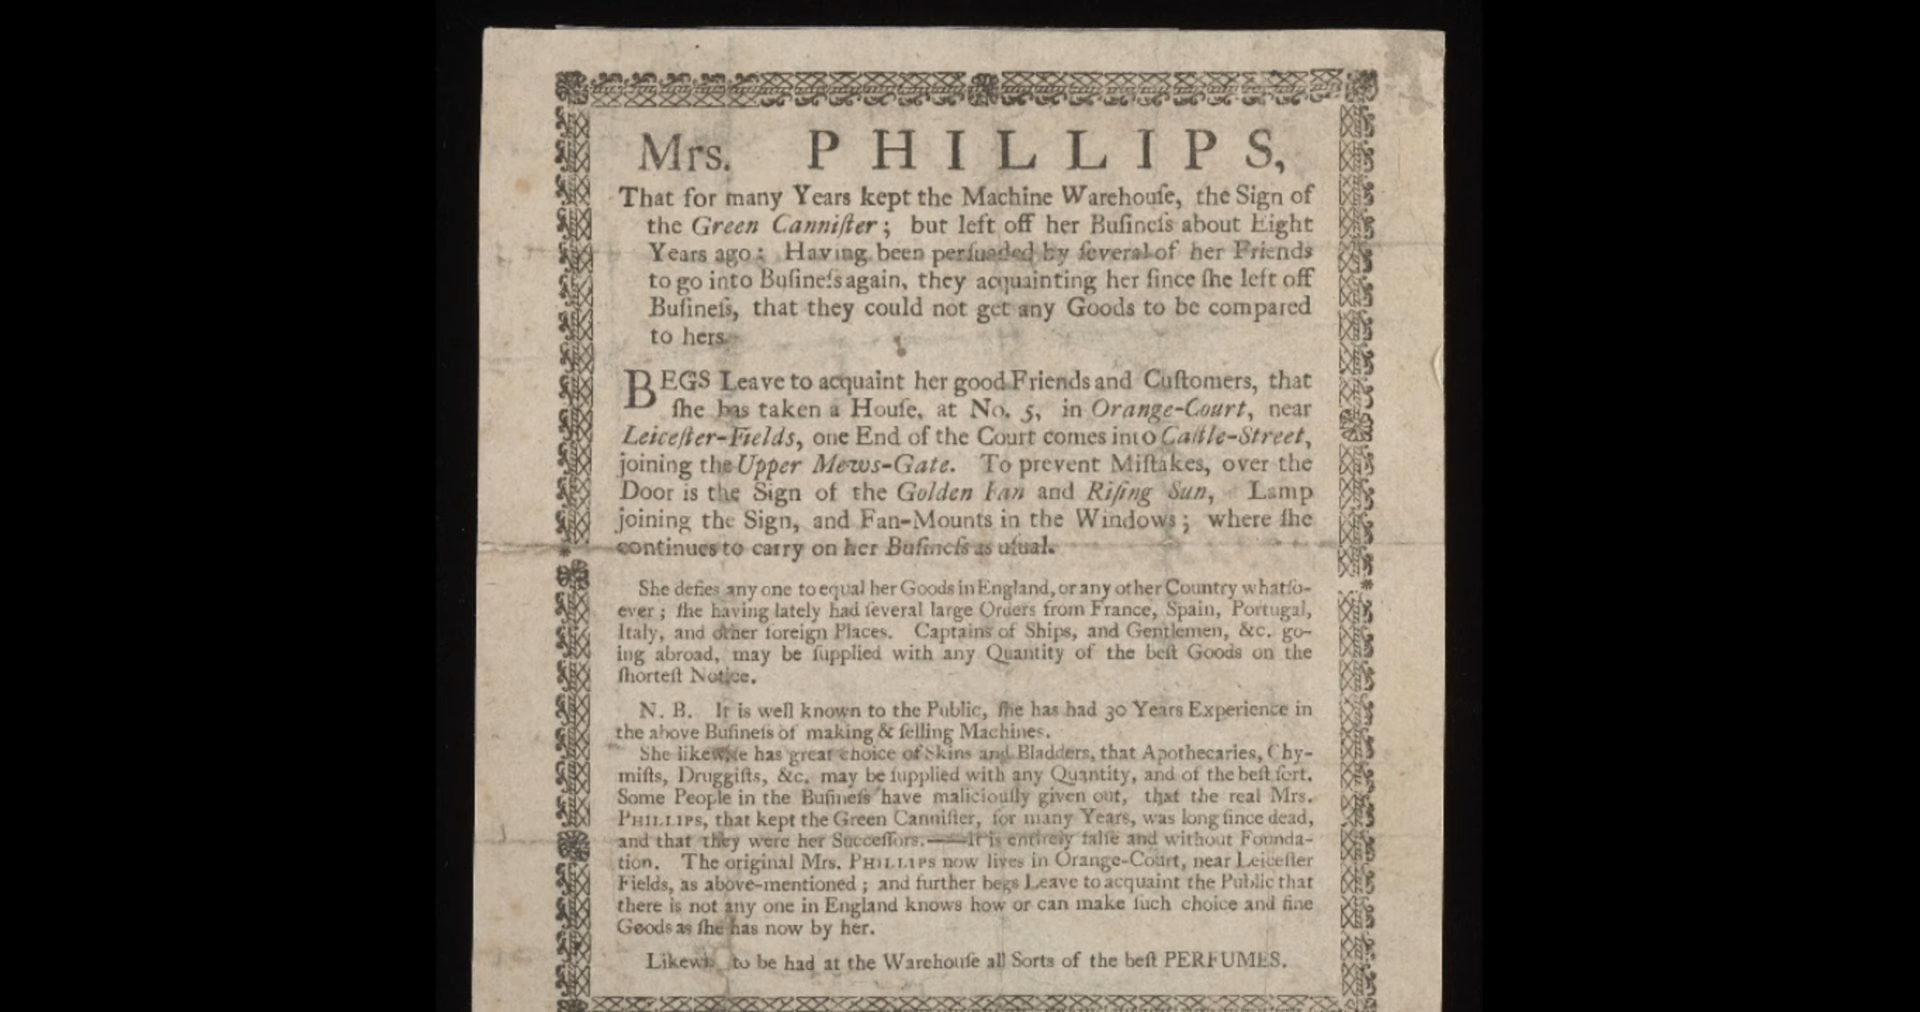 Mrs. PHILLIPS,
That for many Years kept the Machine Warehouſe, the Sign of
the Green Canniſter; but left off her Buſineſs about Eight
Years ago: Having been perſuaded by ſeveral of her Friends
to go into Buſineſs again, they acquainting her ſince ſhe left off
Buſineſs, that they could not get any Goods to be compared
to hers.
BEGS Leave to acquaint her good Friends and Cuſtomers, that
ſhe has taken a Houſe, at No. 5, in Orange-Court, near
Leiceſter-Fields, one End of the Court comes into Caſtle-Street,
joining the Upper Mews-Gate. To prevent Miſtakes, over the
Door is the Sign of the Golden Fan and Riſing Sun, Lamp
joining the Sign, and Fan-Mounts in the Windows; where ſhe
continues to carry on her Buſineſs as uſual.
She defies any one to equal her Goods in England, or any other Country whatſo-
ever; ſhe having lately had ſeveral large Orders from France, Spain, Portugal,
Italy, and other foreign Places. Captains of Ships, and Gentlemen, &c. go-
ing abroad, may be ſupplied with any Quantity of the beſt Goods on the
ſhorteſt Notice.
N. B. It is well known to the Public, ſhe has had 30 Years Experience in
the above Buſineſs of making & ſelling Machines.
She likewiſe has great choice of Skins and Bladders, that Apothecaries, Chy-
miſts, Druggiſts, &c. may be ſupplied with any Quantity, and of the beſt ſort.
Some People in the Buſineſs have maliciouſly given out, that the real Mrs.
PHILLIPS, that kept the Green Canniſter, for many Years, was long ſince dead,
and that they were her Succeſſors.——It is entirely falſe and without Founda-
tion. The original Mrs. PHILLIPS now lives in Orange-Court, near Leiceſter
Fields, as above-mentioned; and further begs Leave to acquaint the Public that
there is not any one in England knows how or can make ſuch choice and fine
Goods as ſhe has now by her.
to be had at the Warehouſe all Sorts of the beſt PERFUMES.